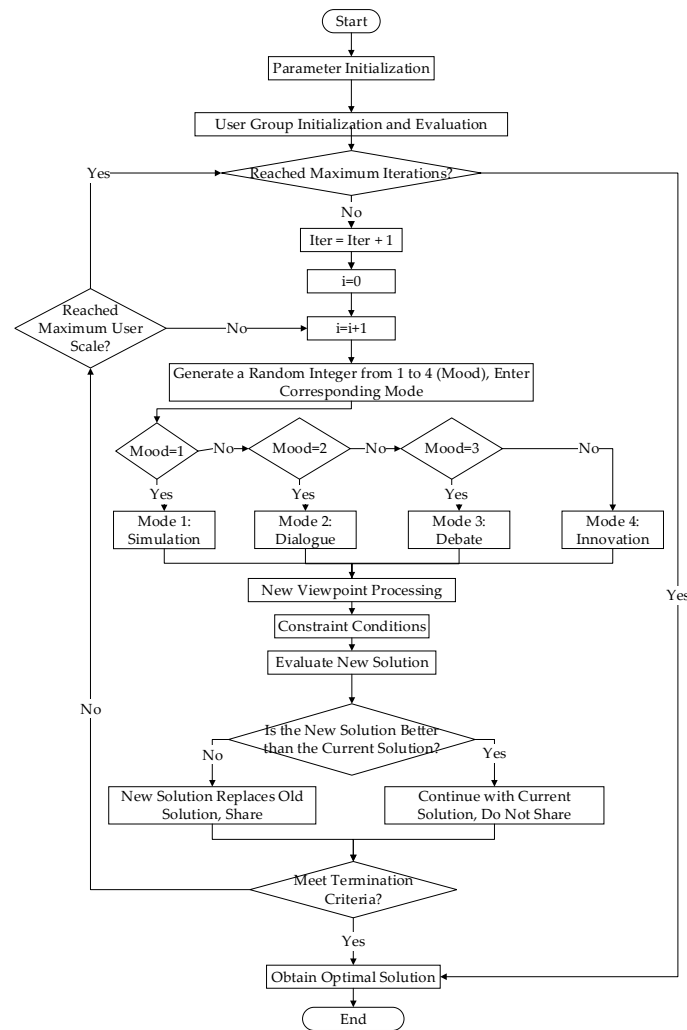 Start
Parameter Initialization
User Group Initialization and Evaluation
Yes
Reached Maximum Iterations?
No
Iter = Iter + 1
i=0
Reached
Maximum User
Scale?
No
i=i+1
Generate a Random Integer from 1 to 4 (Mood), Enter
Corresponding Mode
Mood=1
No
Mood=2
No
Mood=3
No
Yes
Yes
Yes
Mode 1:
Simulation
Mode 2:
Dialogue
Mode 3:
Debate
Mode 4:
Innovation
New Viewpoint Processing
Yes
Constraint Conditions
Evaluate New Solution
No
Is the New Solution Better
than the Current Solution?
No
Yes
New Solution Replaces Old
Solution, Share
Continue with Current
Solution, Do Not Share
Meet Termination
Criteria?
Yes
Obtain Optimal Solution
End